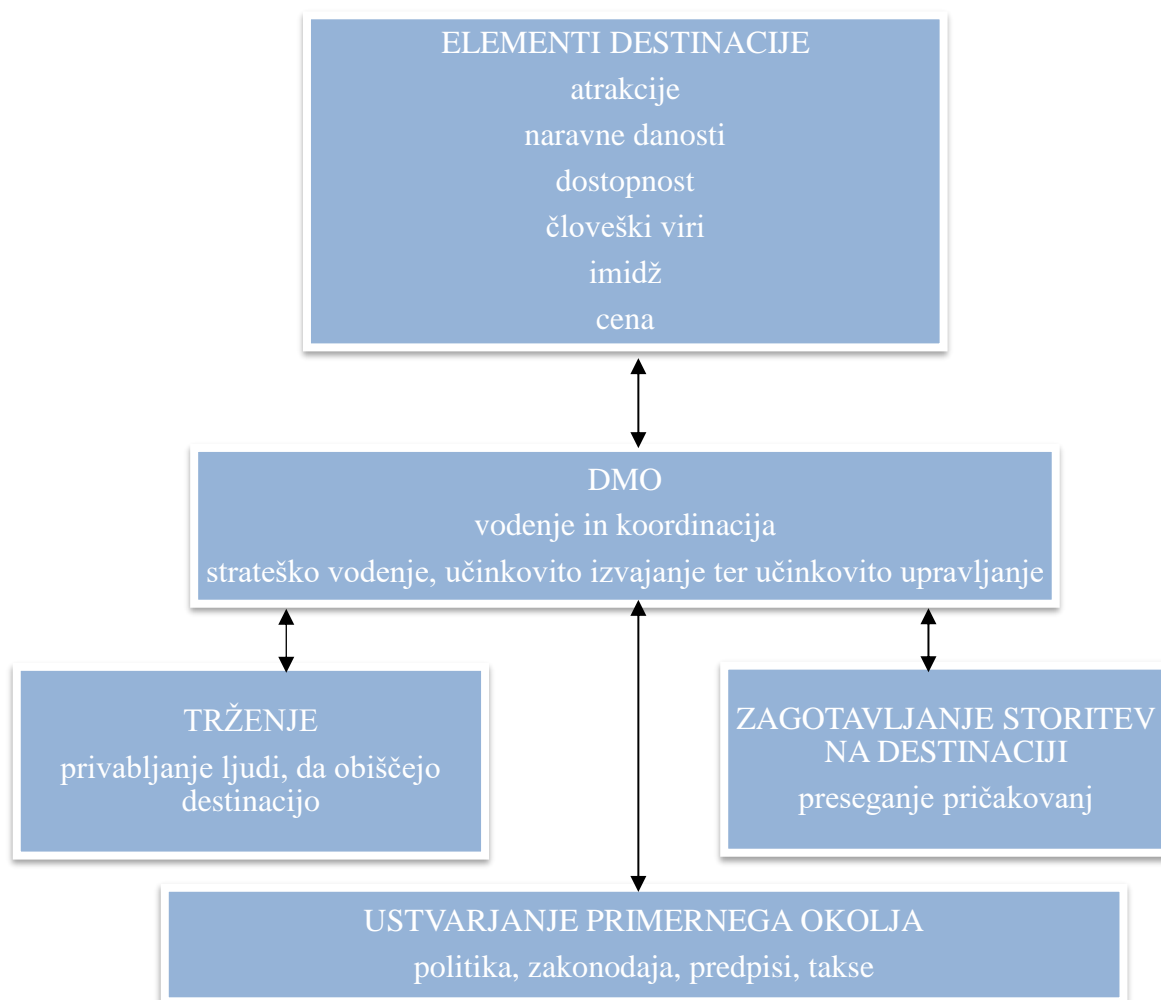 ELEMENTI DESTINACIJE
atrakcije
naravne danosti
dostopnost
človeški viri
imidž
cena
DMO
vodenje in koordinacija
strateško vodenje, učinkovito izvajanje ter učinkovito upravljanje
TRŽENJE
privabljanje ljudi, da obiščejo
destinacijo
ZAGOTAVLJANJE STORITEV
NA DESTINACIJI
preseganje pričakovanj
USTVARJANJE PRIMERNEGA OKOLJA
politika, zakonodaja, predpisi, takse